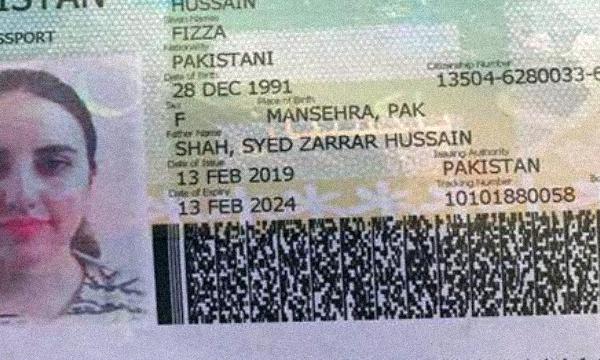 ISTAN
SSPORT
HUSSAIN
Given Names
FIZZA
Nationality
PAKISTANI
Date of Birth
28 DEC 1991
Citizenship Number
13504-6280033-6
Sex
F
Place of Birth
MANSEHRA, PAK
Father Name
SHAH, SYED ZARRAR HUSSAIN
Date of Issue
13 FEB 2019
Issuing Authority
PAKISTAN
Date of Expiry
13 FEB 2024
Tracking Number
10101880058